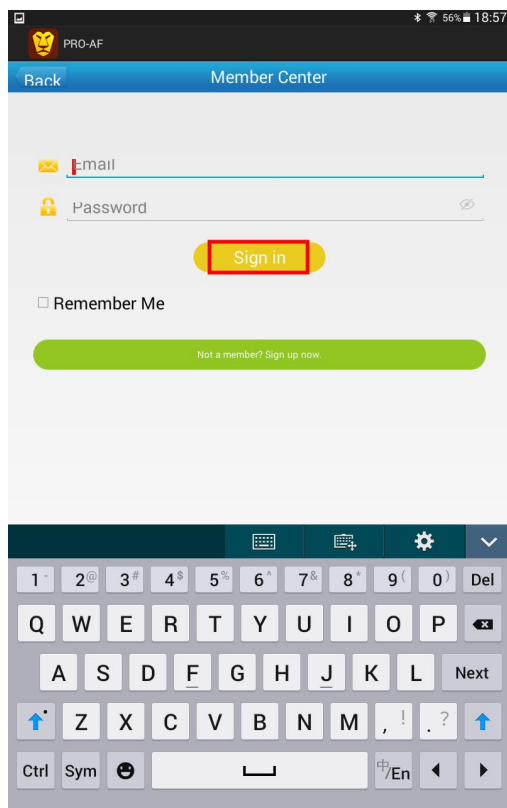 56% 18:57
PRO-AF
Back Member Center
Email
Password
Sign in
Remember Me
Not a member? Sign up now.
1 - 2 @ 3 # 4 $ 5 % 6 ^ 7 & 8 * 9 ( 0 ) Del
Q W E R T Y U I O P
A S D F G H J K L Next
Z X C V B N M , ! . ?
Ctrl Sym 中/En